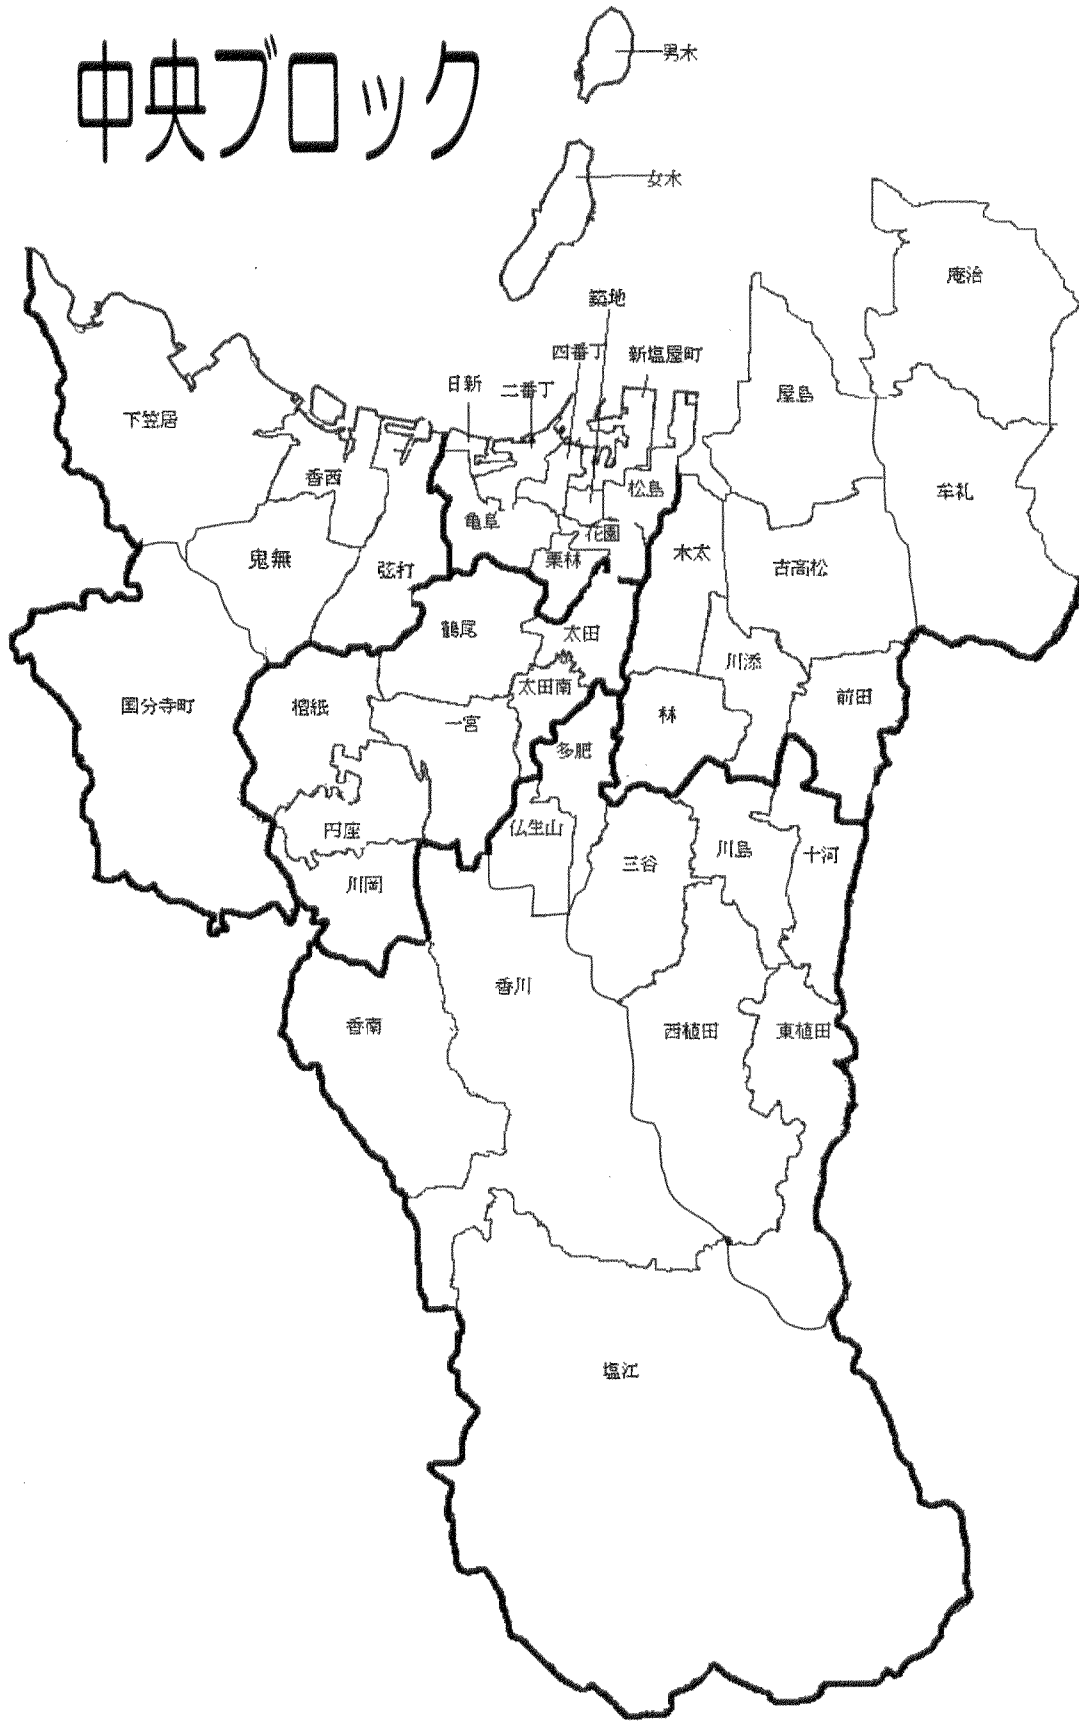 中央ブロック
男木
女木
庵治
築地
四番丁
新塩屋町
日新
二番丁
屋島
下笠居
香西
松島
牟礼
亀阜
花園
鬼無
栗林
木太
弦打
古高松
鶴尾
太田
川添
太田南
国分寺町
檀紙
一宮
林
前田
多肥
円座
仏生山
三谷
川島
十河
川岡
香川
香南
西植田
東植田
塩江